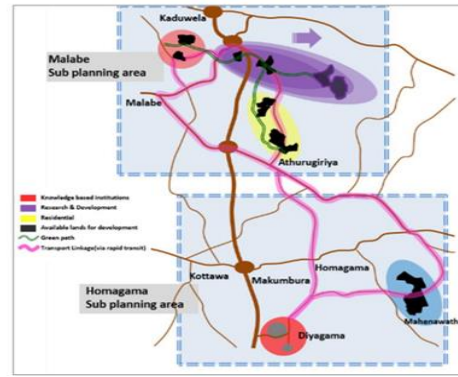 Kaduwela
Malabe
Sub planning area
Malabe
Athurugiriya
Knowledge based Institutions
Research & Development
Residential
Available lands for development
Green path
Transport Linkage(via rapid transit)
Kottawa
Makumbura
Homagama
Homagama
Sub planning area
Mahenawath
Diyagama